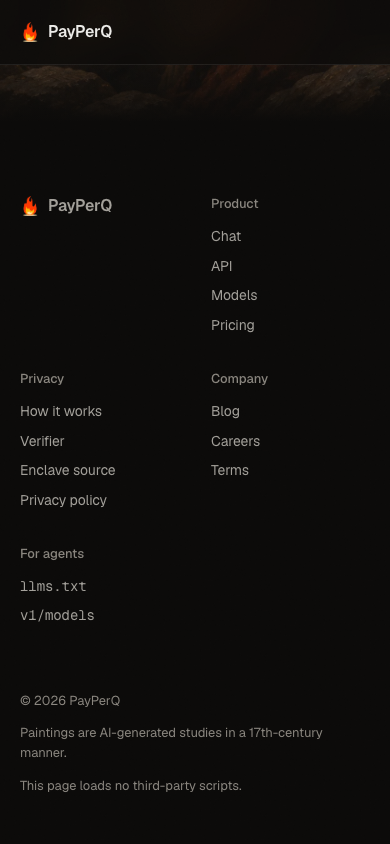 PayPerQ
PayPerQ
Product
Chat
API
Models
Pricing
Privacy
How it works
Verifier
Enclave source
Privacy policy
Company
Blog
Careers
Terms
For agents
llms.txt
v1/models
© 2026 PayPerQ
Paintings are AI-generated studies in a 17th-century
manner.
This page loads no third-party scripts.